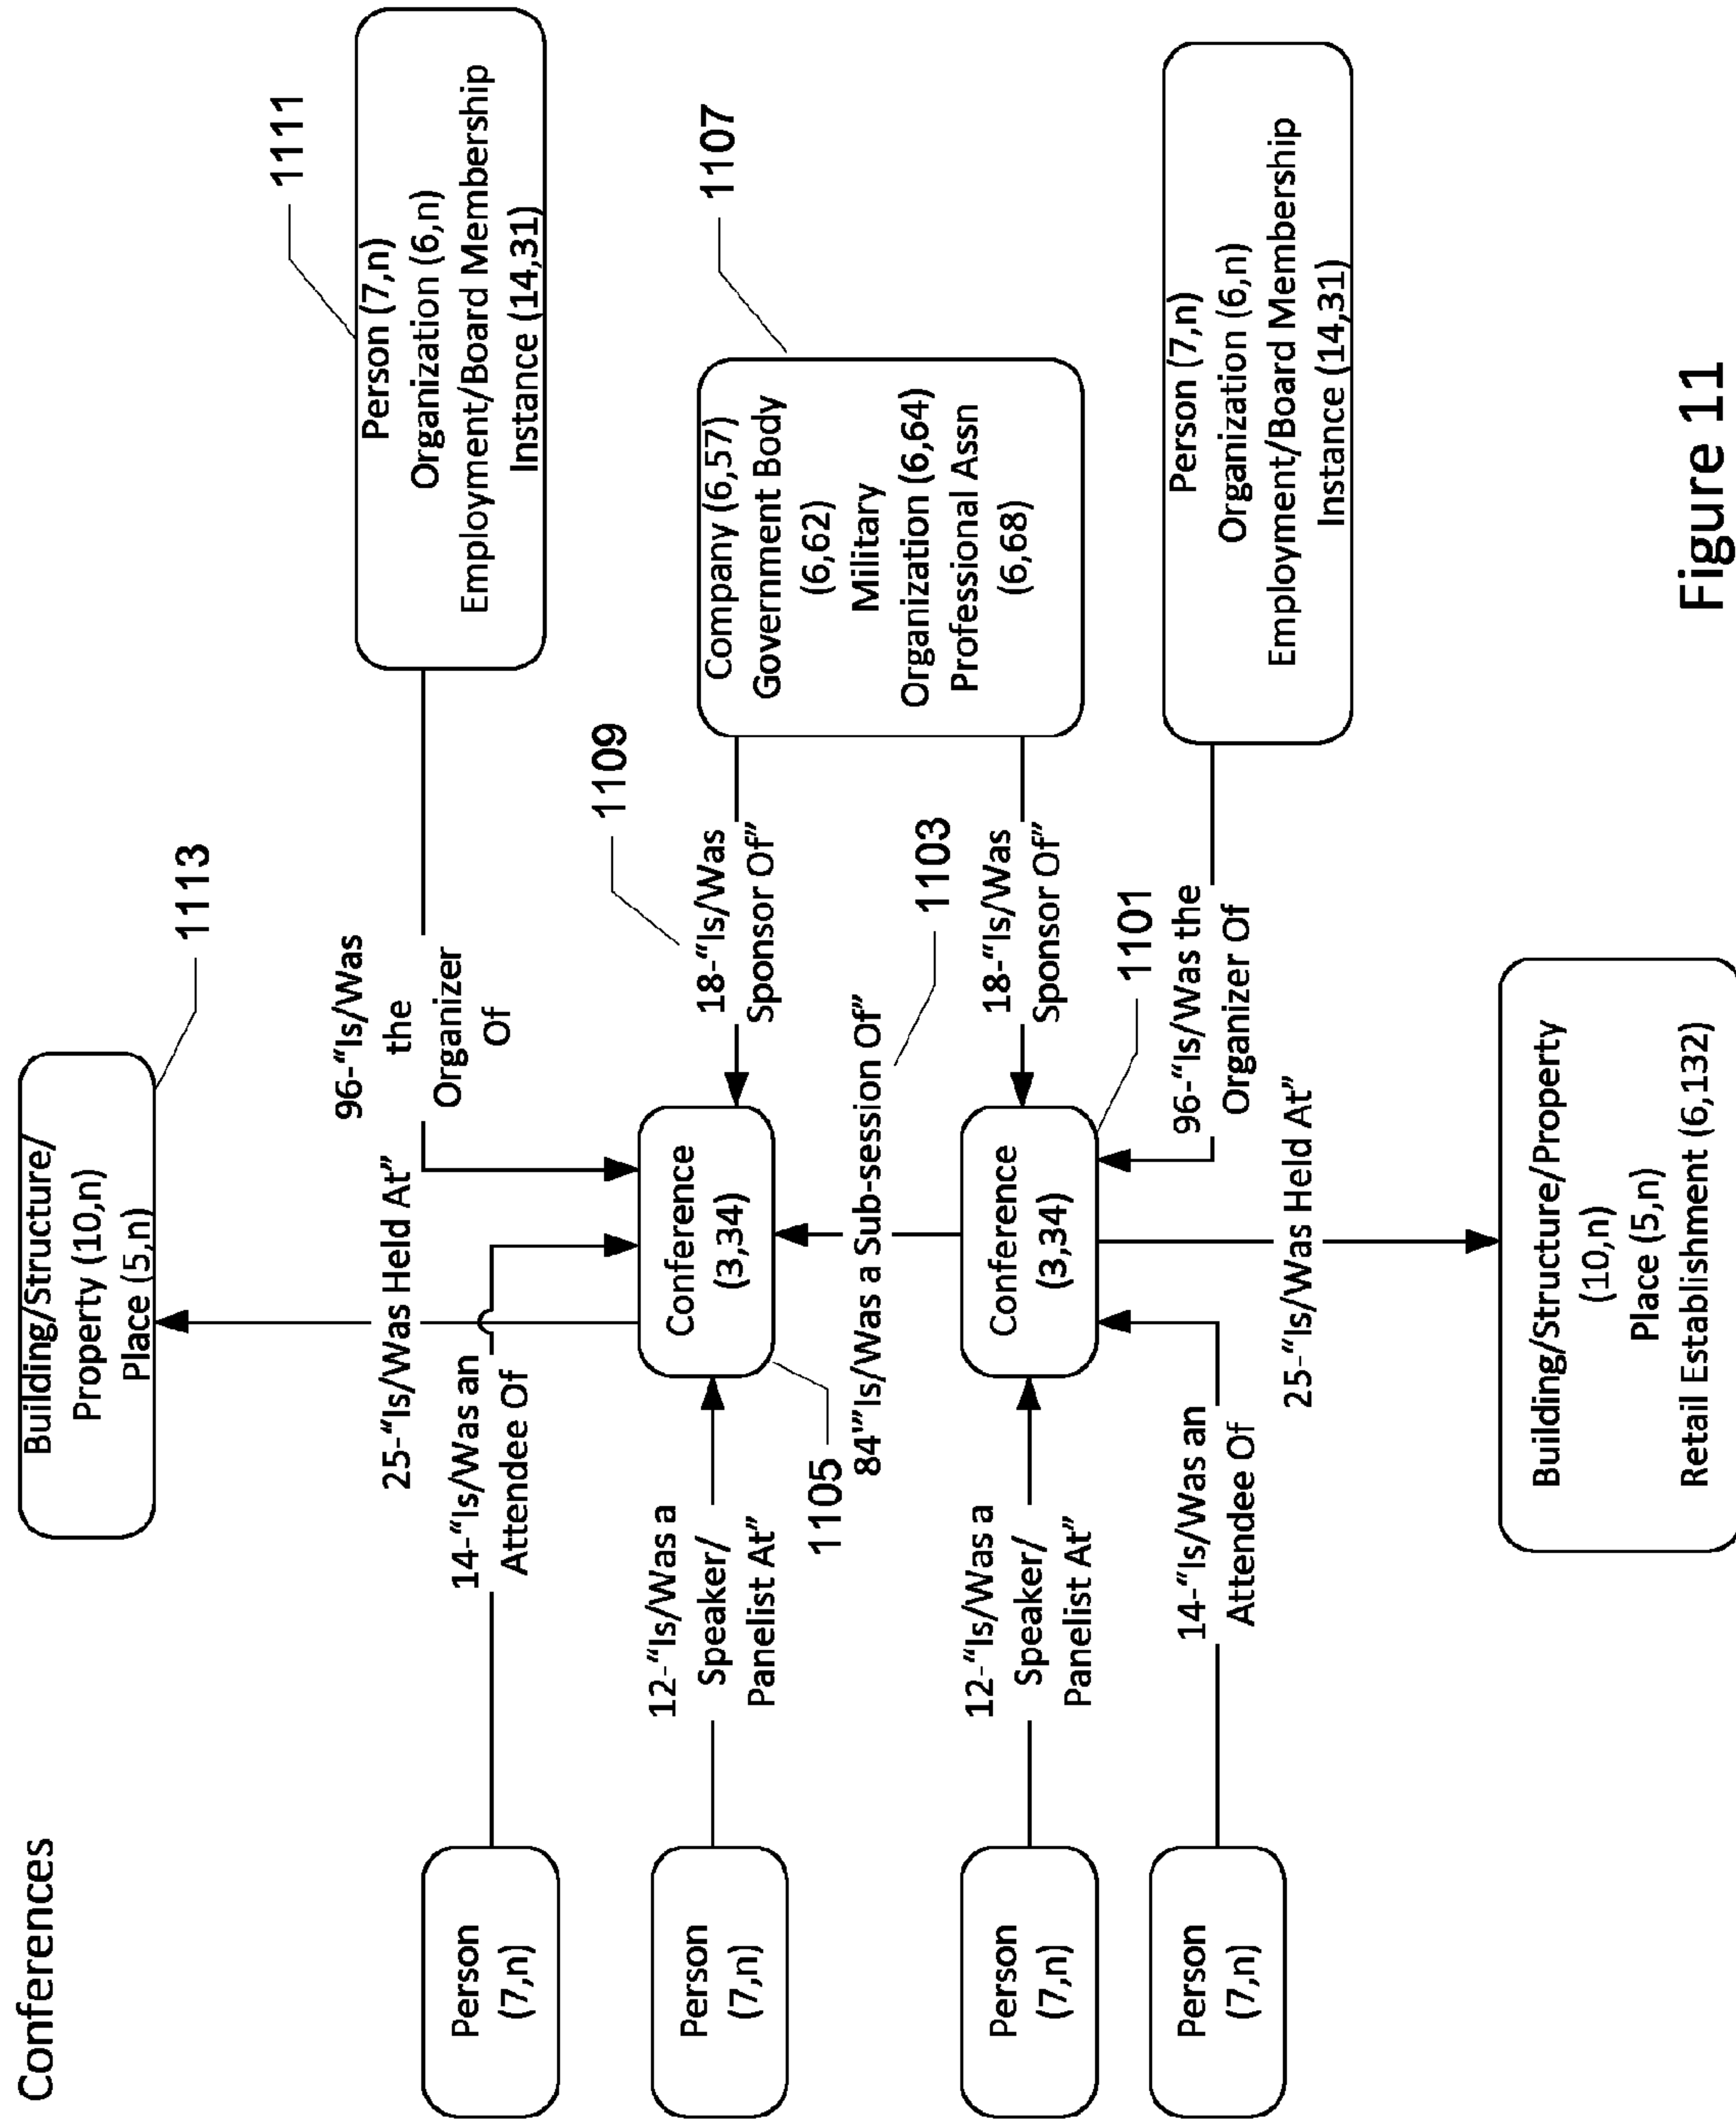 Conferences
Building/Structure/
Property (10,n)
Place (5,n)
1113
1111
Person (7,n)
Organization (6,n)
Employment/Board Membership
Instance (14,31)
96-“Is/Was
the
Organizer
Of
25-“Is/Was Held At”
14-“Is/Was an
Attendee Of
Person
(7,n)
1109
1107
Company (6,57)
Government Body
(6,62)
Military
Organization (6,64)
Professional Assn
(6,68)
18-“Is/Was
Sponsor Of”
Conference
(3,34)
12-“Is/Was a
Speaker/
Panelist At”
Person
(7,n)
1105
84”Is/Was a Sub-session Of”
1103
18-“Is/Was
Sponsor Of”
Conference
(3,34)
12-“Is/Was a
Speaker/
Panelist At”
Person
(7,n)
1101
96-“Is/Was the
Organizer Of
Person (7,n)
Organization (6,n)
Employment/Board Membership
Instance (14,31)
14-“Is/Was an
Attendee Of
Person
(7,n)
25-“Is/Was Held At”
Building/Structure/Property
(10,n)
Place (5,n)
Retail Establishment (6,132)
Figure 11